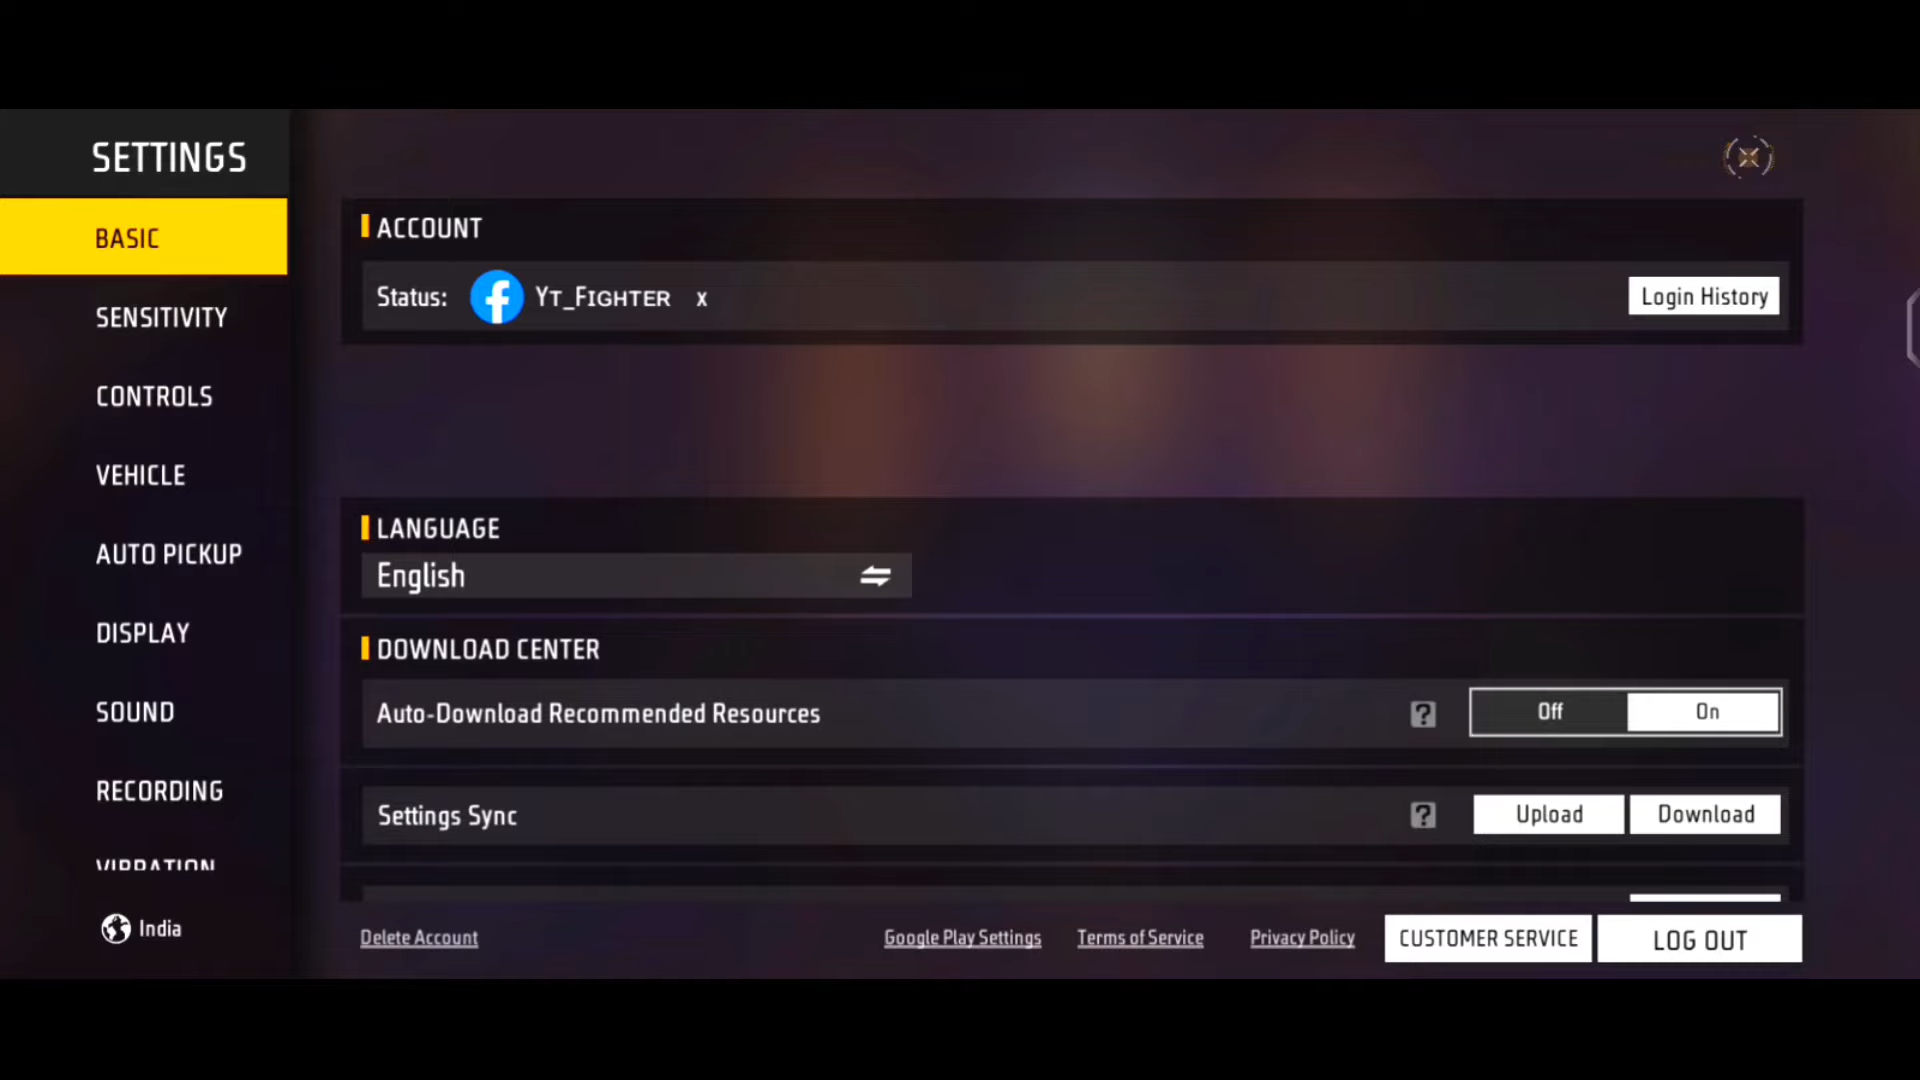 SETTINGS
BASIC
SENSITIVITY
CONTROLS
VEHICLE
AUTO PICKUP
DISPLAY
SOUND
RECORDING
VIBRATION
India
ACCOUNT
Status: Yᴛ_Fɪɢʜᴛᴇʀ x
Login History
LANGUAGE
English
DOWNLOAD CENTER
Auto-Download Recommended Resources ? Off On
Settings Sync ? Upload Download
Delete Account Google Play Settings Terms of Service Privacy Policy CUSTOMER SERVICE LOG OUT